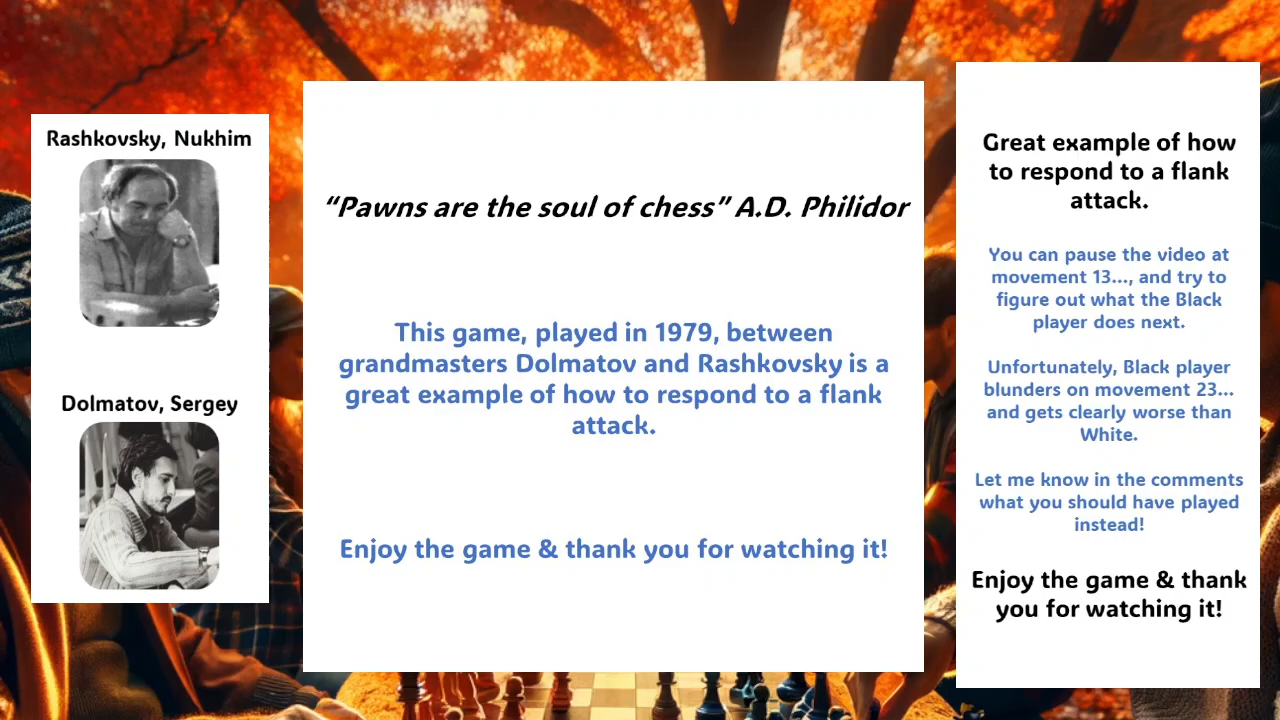 Rashkovsky, Nukhim
Dolmatov, Sergey
“Pawns are the soul of chess” A.D. Philidor
This game, played in 1979, between
grandmasters Dolmatov and Rashkovsky is a
great example of how to respond to a flank
attack.
Enjoy the game & thank you for watching it!
Great example of how
to respond to a flank
attack.
You can pause the video at
movement 13..., and try to
figure out what the Black
player does next.
Unfortunately, Black player
blunders on movement 23...
and gets clearly worse than
White.
Let me know in the comments
what you should have played
instead!
Enjoy the game & thank
you for watching it!